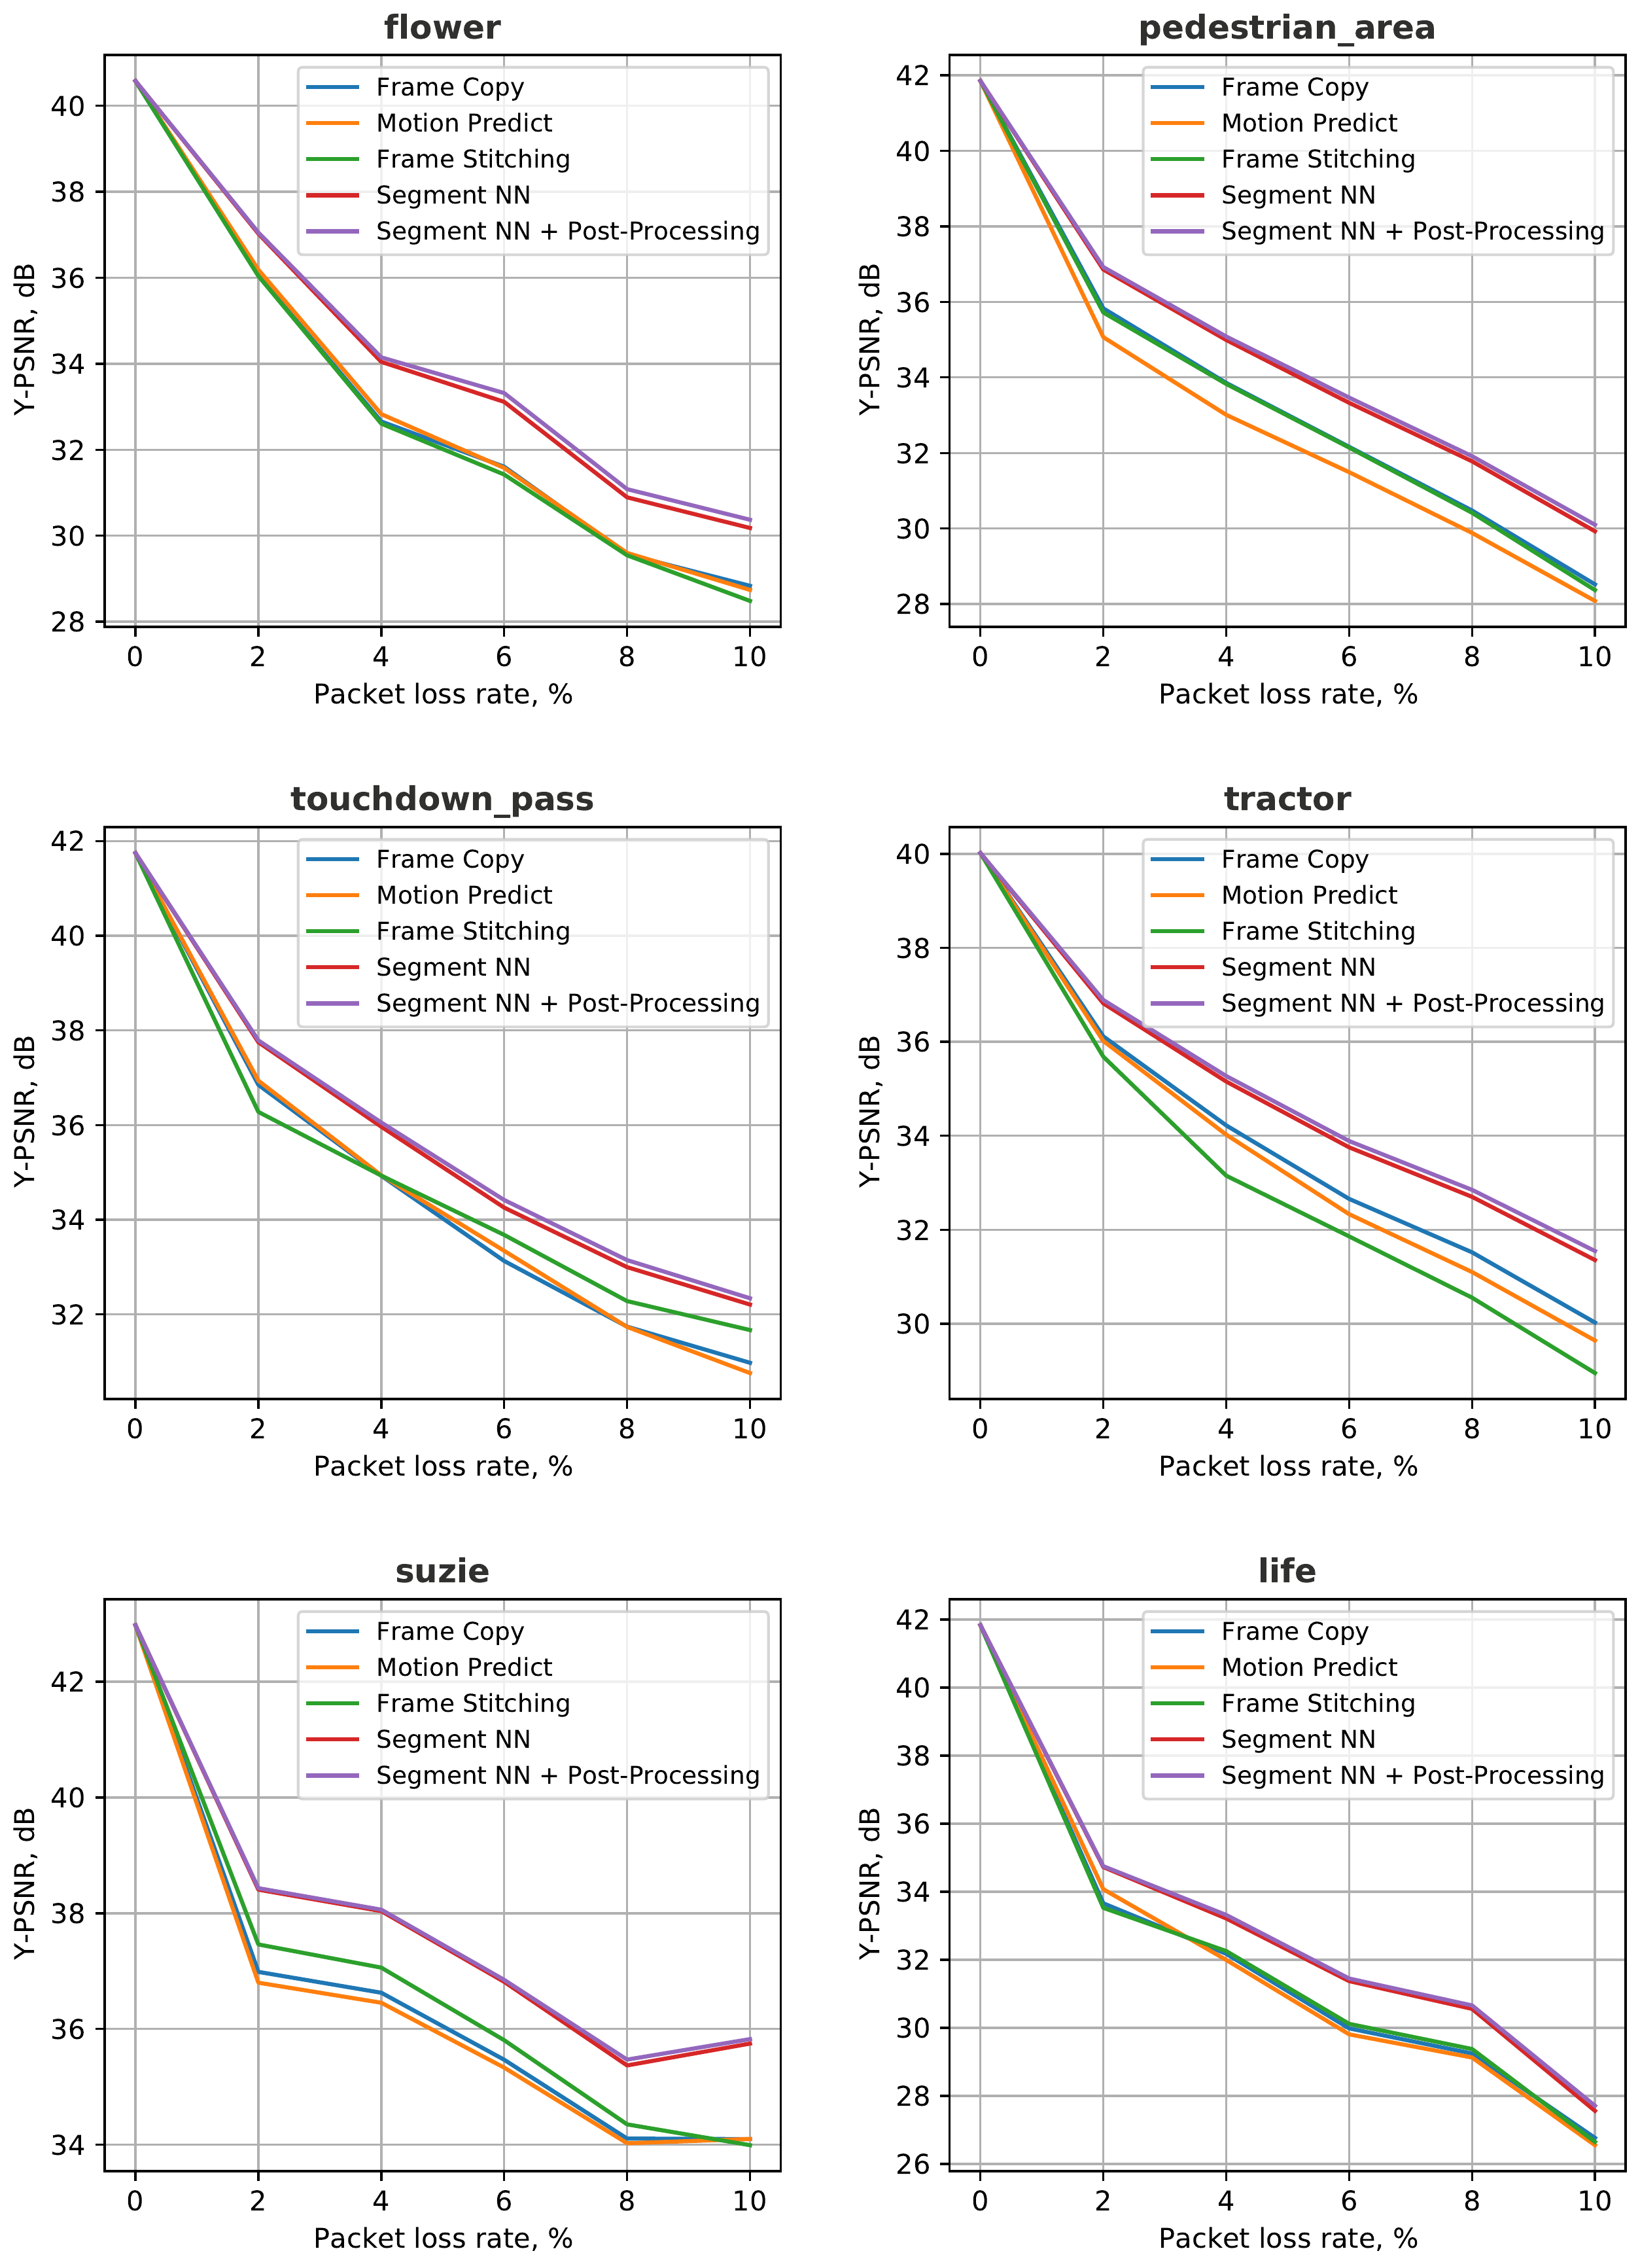 flower
40
38
36
34
32
30
28
Y-PSNR, dB
Frame Copy
Motion Predict
Frame Stitching
Segment NN
Segment NN + Post-Processing
0 2 4 6 8 10
Packet loss rate, %
pedestrian_area
42
40
38
36
34
32
30
28
Y-PSNR, dB
Frame Copy
Motion Predict
Frame Stitching
Segment NN
Segment NN + Post-Processing
0 2 4 6 8 10
Packet loss rate, %
touchdown_pass
42
40
38
36
34
32
Y-PSNR, dB
Frame Copy
Motion Predict
Frame Stitching
Segment NN
Segment NN + Post-Processing
0 2 4 6 8 10
Packet loss rate, %
tractor
40
38
36
34
32
30
Y-PSNR, dB
Frame Copy
Motion Predict
Frame Stitching
Segment NN
Segment NN + Post-Processing
0 2 4 6 8 10
Packet loss rate, %
suzie
42
40
38
36
34
Y-PSNR, dB
Frame Copy
Motion Predict
Frame Stitching
Segment NN
Segment NN + Post-Processing
0 2 4 6 8 10
Packet loss rate, %
life
42
40
38
36
34
32
30
28
26
Y-PSNR, dB
Frame Copy
Motion Predict
Frame Stitching
Segment NN
Segment NN + Post-Processing
0 2 4 6 8 10
Packet loss rate, %